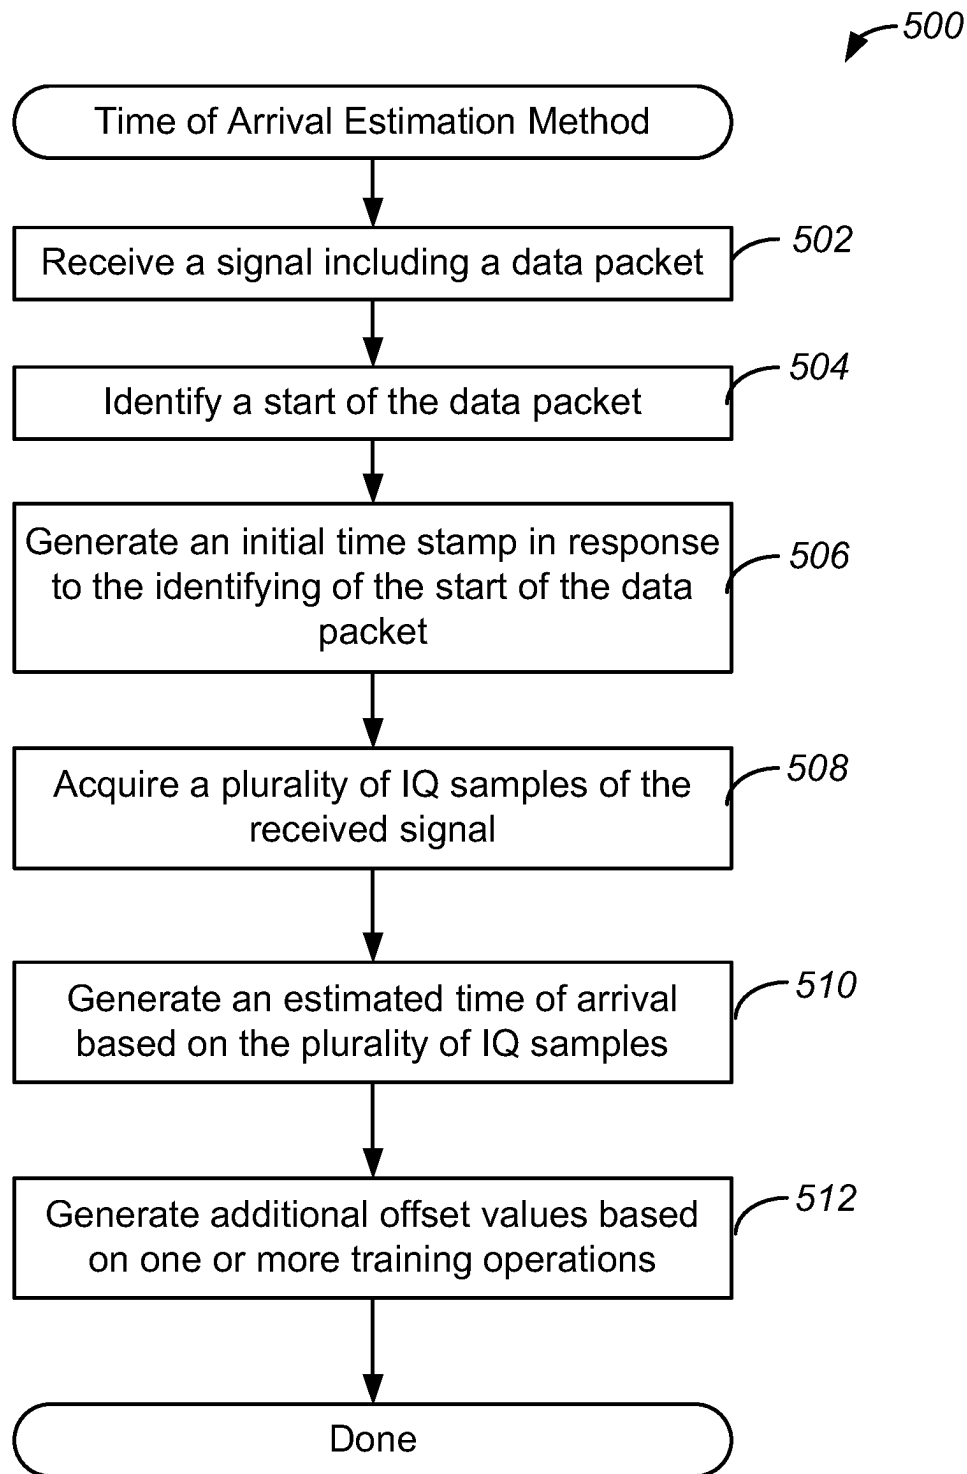 500
Time of Arrival Estimation Method
Receive a signal including a data packet
502
Identify a start of the data packet
504
Generate an initial time stamp in response
to the identifying of the start of the data
packet
506
Acquire a plurality of IQ samples of the
received signal
508
Generate an estimated time of arrival
based on the plurality of IQ samples
510
Generate additional offset values based
on one or more training operations
512
Done